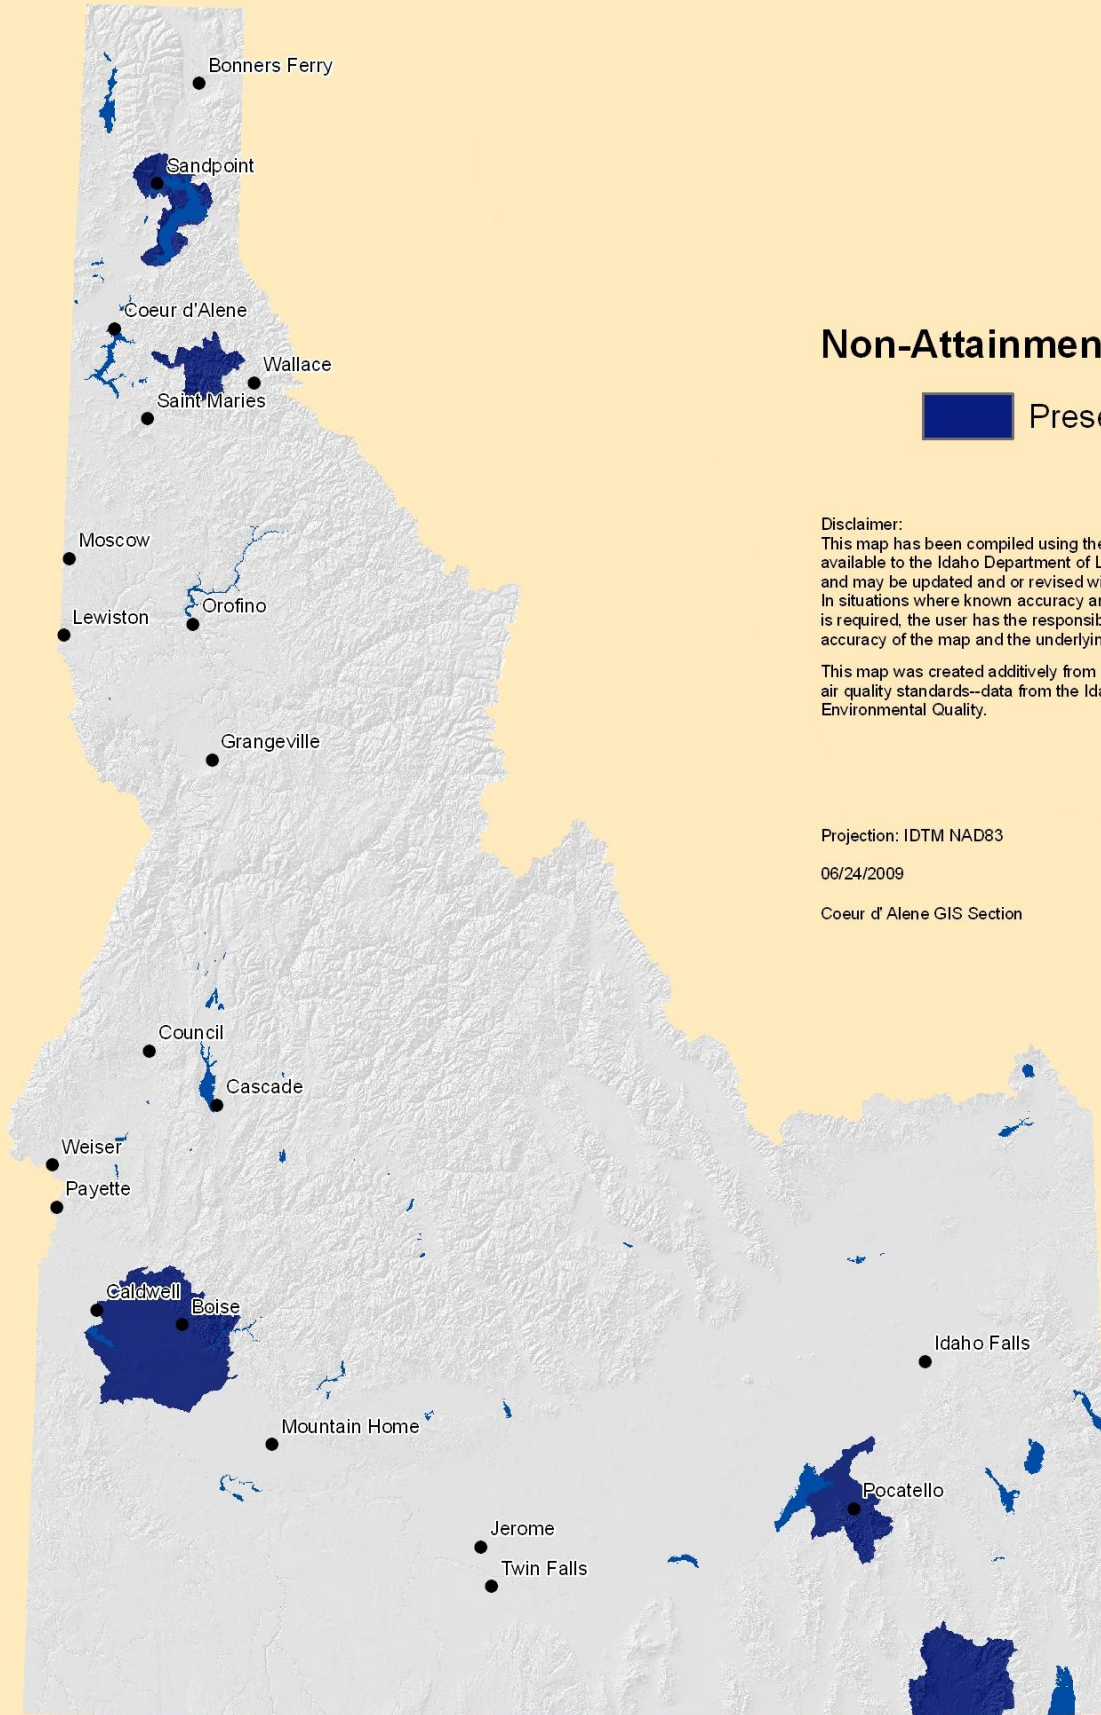 Bonners Ferry
Sandpoint
Coeur d'Alene
Wallace
Saint Maries
Non-Attainmen
Prese
Disclaimer:
This map has been compiled using the
available to the Idaho Department of L
and may be updated and or revised wi
In situations where known accuracy an
is required, the user has the responsib
accuracy of the map and the underlyin
This map was created additively from
air quality standards--data from the Ida
Environmental Quality.
Moscow
Orofino
Lewiston
Grangeville
Projection: IDTM NAD83
06/24/2009
Coeur d' Alene GIS Section
Council
Cascade
Weiser
Payette
Caldwell
Boise
Idaho Falls
Mountain Home
Pocatello
Jerome
Twin Falls